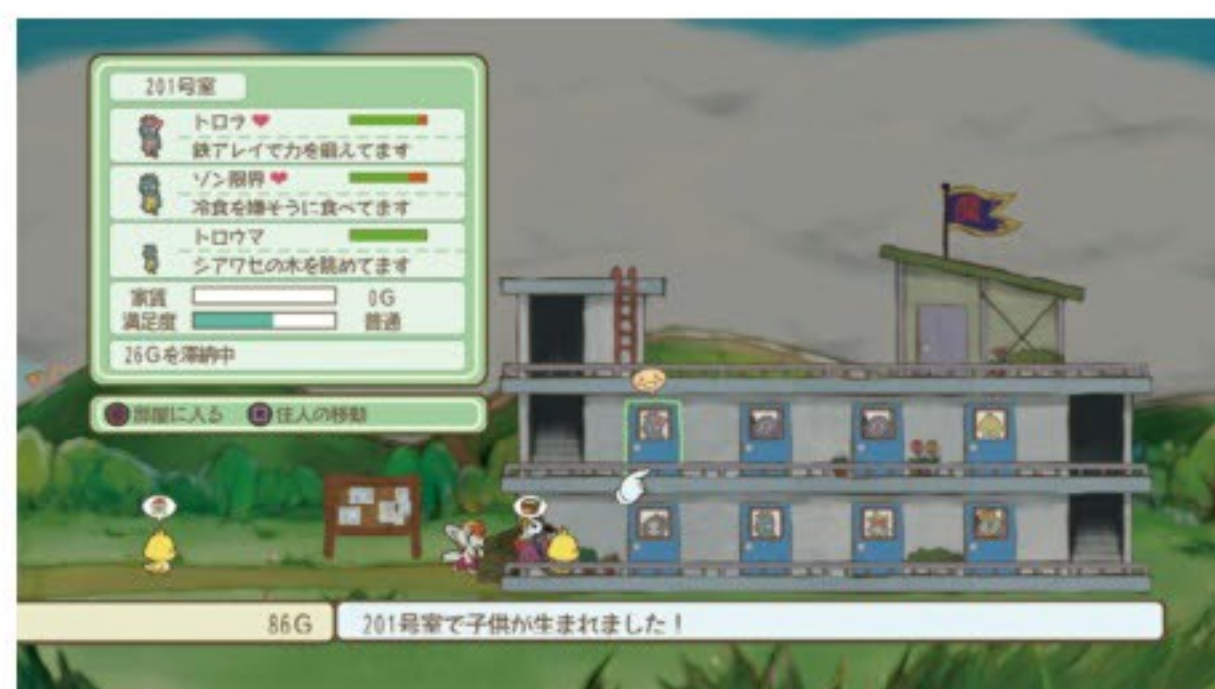 201号室
トロラ
鉄アレイで力を鍛えてます
ゾン限界
冷食を嫌そうに食べてます
トロウマ
シアワセの木を眺めてます
家賃 0G
満足度 普通
26Gを滞納中
部屋に入る 住人の移動
86G 201号室で子供が生まれました!